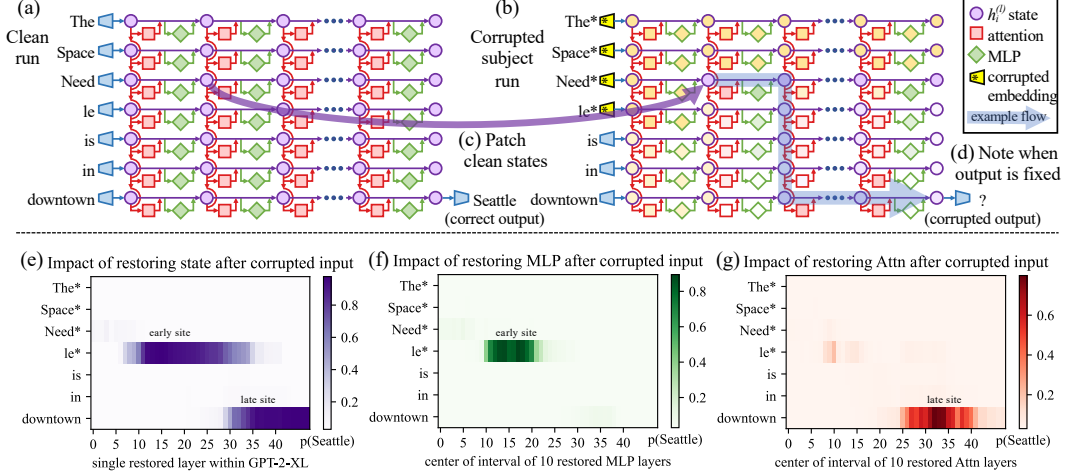 (a)
Clean
run
The
Space
Need
le
is
in
downtown
Seattle
(correct output)
(b)
Corrupted
subject
run
The*
Space*
Need*
le*
is
in
downtown
(c) Patch
clean states
(d) Note when
output is fixed
?
(corrupted output)
h_i^(l) state
attention
MLP
corrupted
embedding
example flow
* * * *
*
(e) Impact of restoring state after corrupted input
The*
Space*
Need*
le*
is
in
downtown
early site
late site
0 5 10 15 20 25 30 35 40
p(Seattle)
0.8
0.6
0.4
0.2
single restored layer within GPT-2-XL
(f) Impact of restoring MLP after corrupted input
The*
Space*
Need*
le*
is
in
downtown
early site
0 5 10 15 20 25 30 35 40
p(Seattle)
0.8
0.6
0.4
0.2
center of interval of 10 restored MLP layers
(g) Impact of restoring Attn after corrupted input
The*
Space*
Need*
le*
is
in
downtown
late site
0 5 10 15 20 25 30 35 40
p(Seattle)
0.6
0.4
0.2
center of interval of 10 restored Attn layers